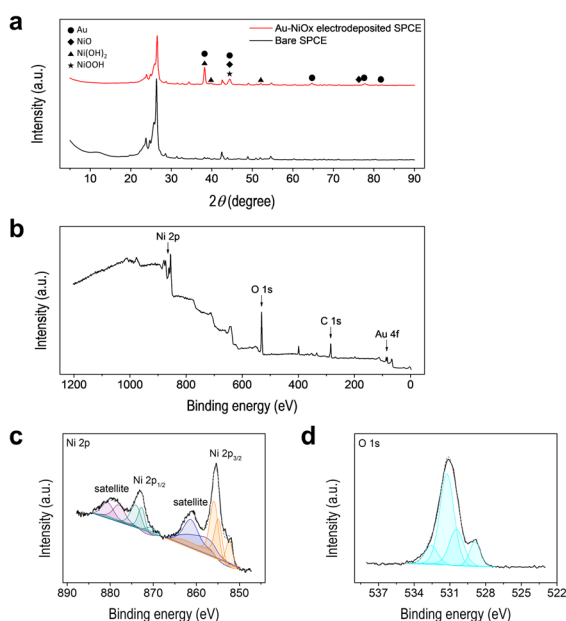 a
Au
NiO
Ni(OH)2
NiOOH
Au-NiOx electrodeposited SPCE
Bare SPCE
Intensity (a.u.)
10 20 30 40 50 60 70 80 90
2θ (degree)
b
Ni 2p
O 1s
C 1s
Au 4f
Intensity (a.u.)
1200 1000 800 600 400 200 0
Binding energy (eV)
c
Ni 2p
satellite
Ni 2p1/2
satellite
Ni 2p3/2
Intensity (a.u.)
890 880 870 860 850
Binding energy (eV)
d
O 1s
Intensity (a.u.)
537 534 531 528 525 522
Binding energy (eV)